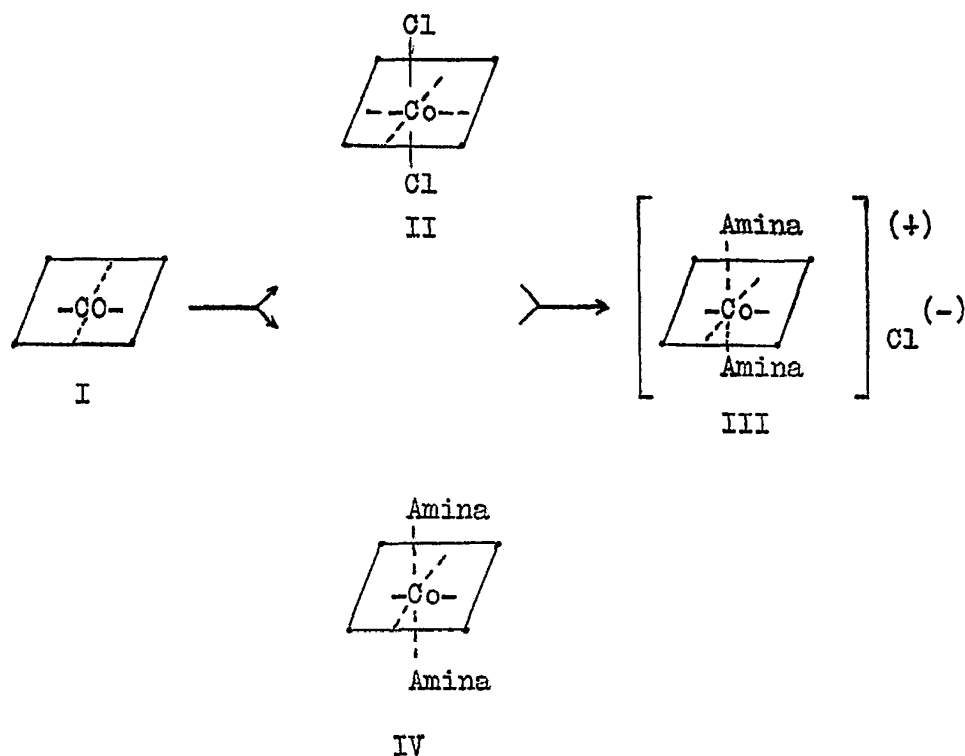 Cl
Co
Cl
II
CO
I
Amina
Co
Amina
(+)
Cl (-)
III
Amina
Co
Amina
IV